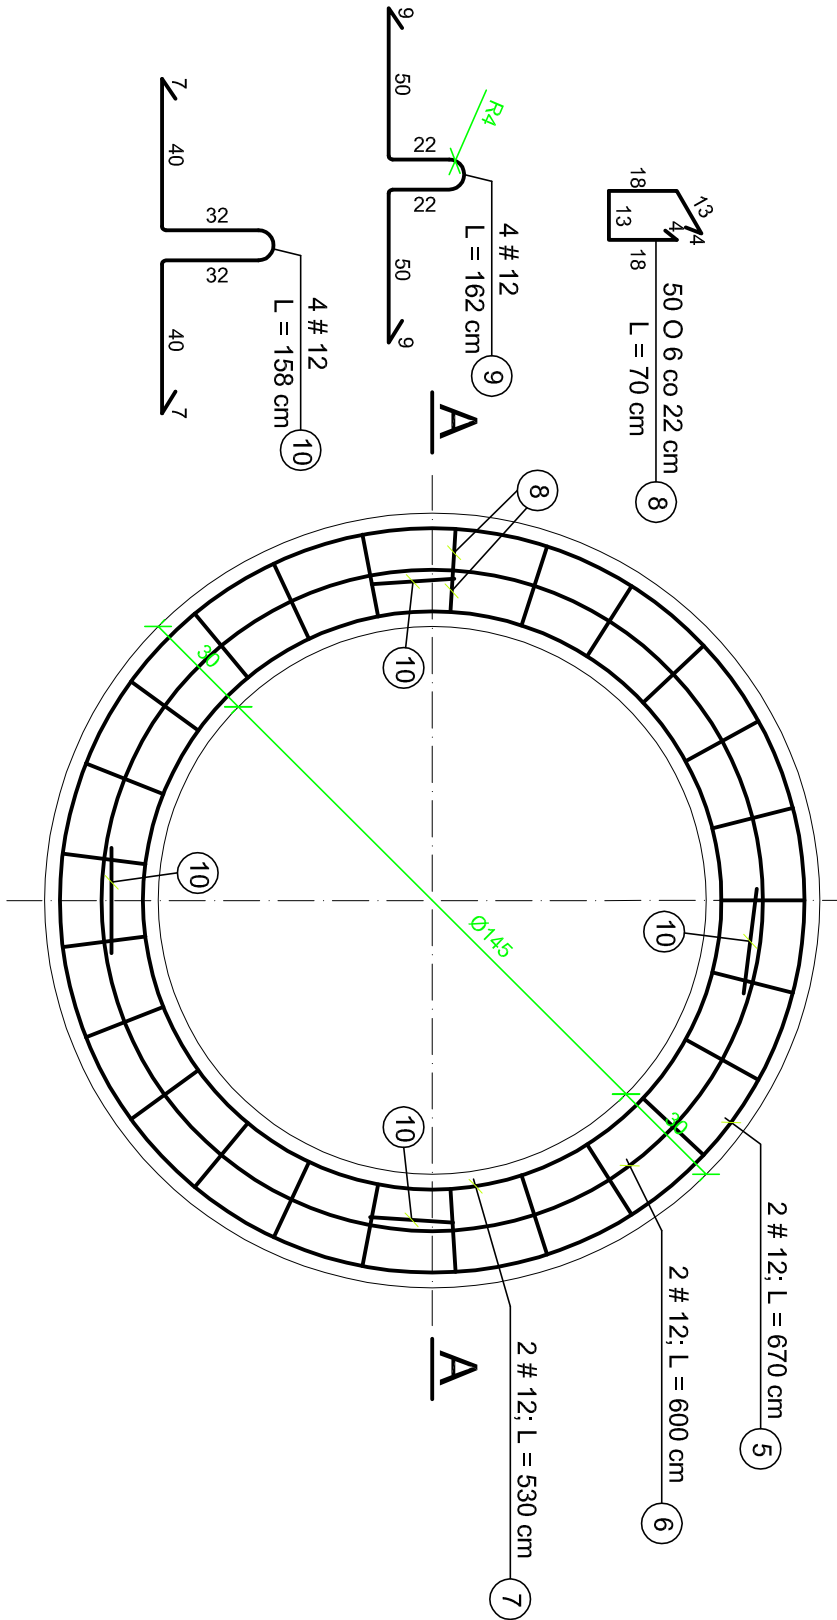 9
50
22
R4
22
50
9
4 # 12
L = 162 cm
9
7
40
32
32
40
7
4 # 12
L = 158 cm
10
18
13
13
4
4
18
50 O 6 co 22 cm
L = 70 cm
8
A
8
10
30
10
Ø145
10
10
30
2 # 12; L = 670 cm
5
2 # 12; L = 600 cm
6
2 # 12; L = 530 cm
7
A